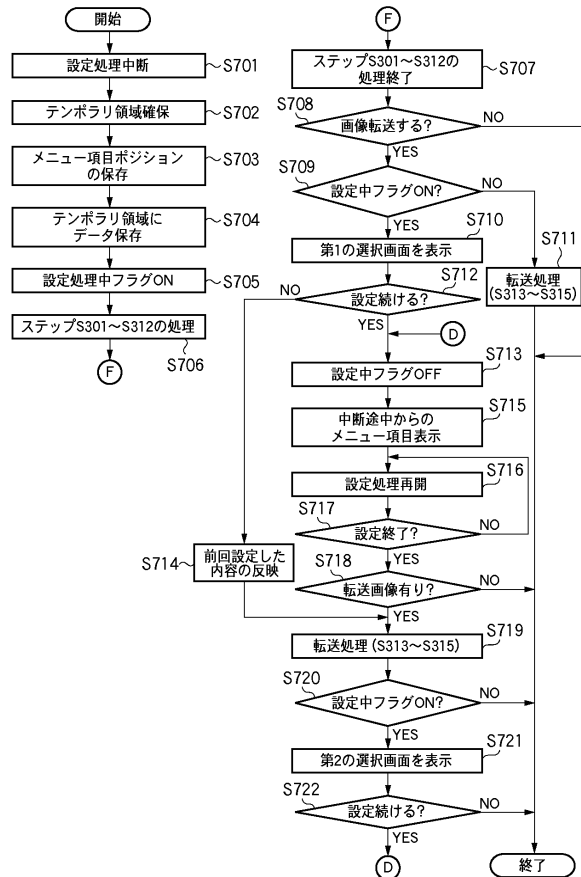 開始
設定処理中断
S701
テンポラリ領域確保
S702
メニュー項目ポジション
の保存
S703
テンポラリ領域に
データ保存
S704
設定処理中フラグON
S705
ステップS301～S312の処理
S706
F
F
ステップS301～S312の
処理終了
S707
S708
画像転送する?
NO
YES
S709
設定中フラグON?
NO
YES
S710
第1の選択画面を表示
S711
転送処理
(S313～S315)
S712
設定続ける?
NO
YES
D
S713
設定中フラグOFF
S715
中断途中からの
メニュー項目表示
S716
設定処理再開
S717
設定終了?
NO
YES
S714
前回設定した
内容の反映
S718
転送画像有り?
NO
YES
S719
転送処理(S313～S315)
S720
設定中フラグON?
NO
YES
S721
第2の選択画面を表示
S722
設定続ける?
NO
YES
D
終了